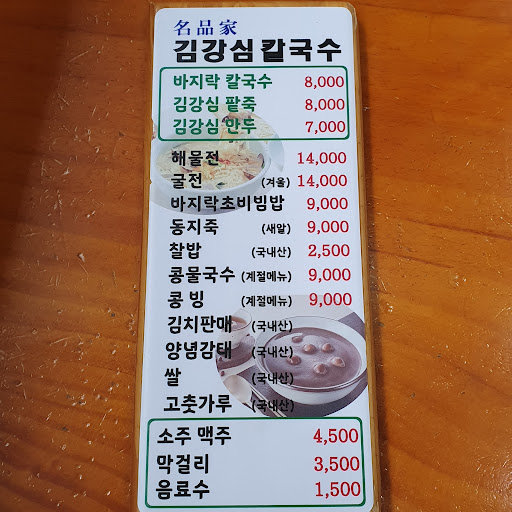 名品家
김강심 칼국수
바지락 칼국수 8,000
김강심 팥죽 8,000
김강심 만두 7,000
해물전 14,000
굴전 (겨울) 14,000
바지락초비빔밥 9,000
동지죽 (새알) 9,000
찰밥 (국내산) 2,500
콩물국수 (계절메뉴) 9,000
콩 빙 (계절메뉴) 9,000
김치판매 (국내산)
양념감태 (국내산)
쌀 (국내산)
고춧가루 (국내산)
소주 맥주 4,500
막걸리 3,500
음료수 1,500